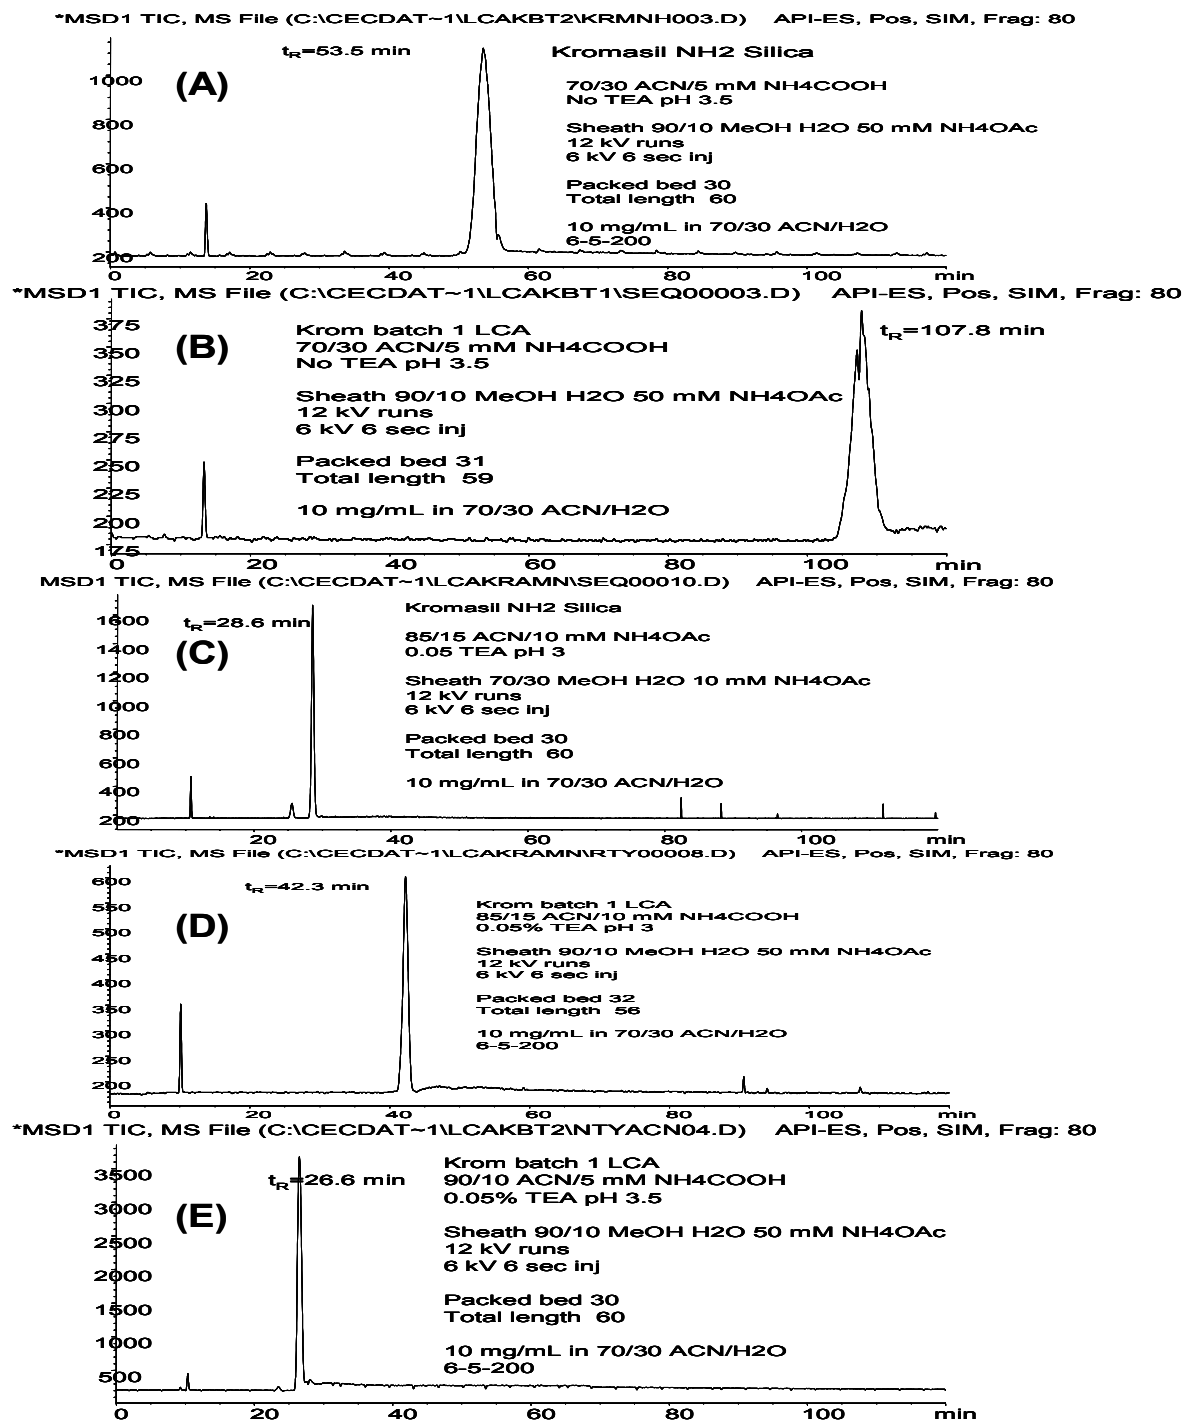 *MSD1 TIC, MS File (C:\CECDAT~1\LCAKBT2\KRMNH003.D) API-ES, Pos, SIM, Frag: 80
tR=53.5 min
Kromasil NH2 Silica
(A)
70/30 ACN/5 mM NH4COOH
No TEA pH 3.5
Sheath 90/10 MeOH H2O 50 mM NH4OAc
12 kV runs
6 kV 6 sec inj
Packed bed 30
Total length 60
10 mg/mL in 70/30 ACN/H2O
6-5-200
1000
800
600
400
200
0 20 40 60 80 100 min
*MSD1 TIC, MS File (C:\CECDAT~1\LCAKBT1\SEQ00003.D) API-ES, Pos, SIM, Frag: 80
(B)
Krom batch 1 LCA
70/30 ACN/5 mM NH4COOH
No TEA pH 3.5
tR=107.8 min
Sheath 90/10 MeOH H2O 50 mM NH4OAc
12 kV runs
6 kV 6 sec inj
Packed bed 31
Total length 59
10 mg/mL in 70/30 ACN/H2O
375
350
325
300
275
250
225
200
175
0 20 40 60 80 100 min
MSD1 TIC, MS File (C:\CECDAT~1\LCAKRAMN\SEQ00010.D) API-ES, Pos, SIM, Frag: 80
tR=28.6 min
(C)
Kromasil NH2 Silica
85/15 ACN/10 mM NH4OAc
0.05 TEA pH 3
Sheath 70/30 MeOH H2O 10 mM NH4OAc
12 kV runs
6 kV 6 sec inj
Packed bed 30
Total length 60
10 mg/mL in 70/30 ACN/H2O
1600
1400
1200
1000
800
600
400
200
20 40 60 80 100 min
*MSD1 TIC, MS File (C:\CECDAT~1\LCAKRAMN\RTY00008.D) API-ES, Pos, SIM, Frag: 80
tR=42.3 min
(D)
Krom batch 1 LCA
85/15 ACN/10 mM NH4COOH
0.05% TEA pH 3
Sheath 90/10 MeOH H2O 50 mM NH4OAc
12 kV runs
6 kV 6 sec inj
Packed bed 32
Total length 56
10 mg/mL in 70/30 ACN/H2O
6-5-200
600
550
500
450
400
350
300
250
200
0 20 40 60 80 100 min
*MSD1 TIC, MS File (C:\CECDAT~1\LCAKBT2\NTYACN04.D) API-ES, Pos, SIM, Frag: 80
tR=26.6 min
(E)
Krom batch 1 LCA
90/10 ACN/5 mM NH4COOH
0.05% TEA pH 3.5
Sheath 90/10 MeOH H2O 50 mM NH4OAc
12 kV runs
6 kV 6 sec inj
Packed bed 30
Total length 60
10 mg/mL in 70/30 ACN/H2O
6-5-200
3500
3000
2500
2000
1500
1000
500
0 20 40 60 80 100 min